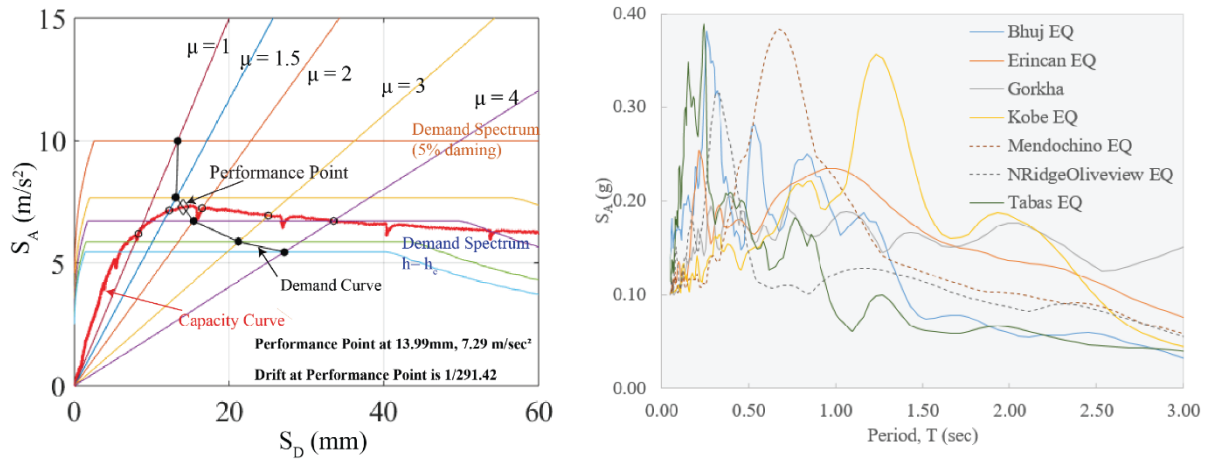 15
10
5
0
0
20
40
60
S_A (m/s²)
S_D (mm)
μ = 1
μ = 1.5
μ = 2
μ = 3
μ = 4
Demand Spectrum
(5% daming)
Performance Point
Demand Spectrum
h= h_e
Demand Curve
Capacity Curve
Performance Point at 13.99mm, 7.29 m/sec²
Drift at Performance Point is 1/291.42
0.40
0.30
0.20
0.10
0.00
0.00
0.50
1.00
1.50
2.00
2.50
3.00
S_A (g)
Period, T (sec)
Bhuj EQ
Erincan EQ
Gorkha
Kobe EQ
Mendochino EQ
NRidgeOliveview EQ
Tabas EQ